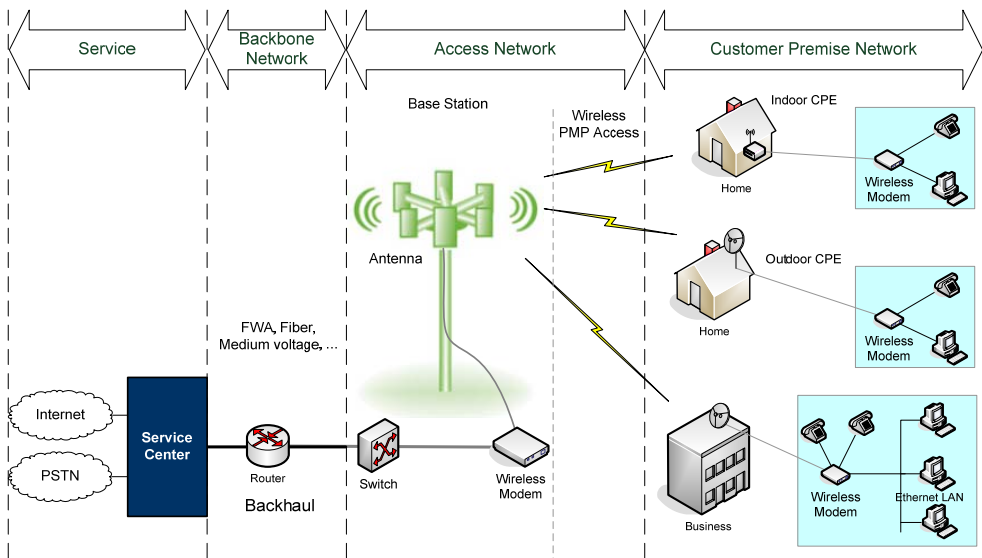 Service
Backbone
Network
Access Network
Customer Premise Network
Base Station
Wireless
PMP Access
Indoor CPE
Home
Wireless
Modem
Antenna
Outdoor CPE
Home
Wireless
Modem
FWA, Fiber,
Medium voltage, ...
Internet
PSTN
Service
Center
Router
Backhaul
Switch
Wireless
Modem
Business
Wireless
Modem
Ethernet LAN